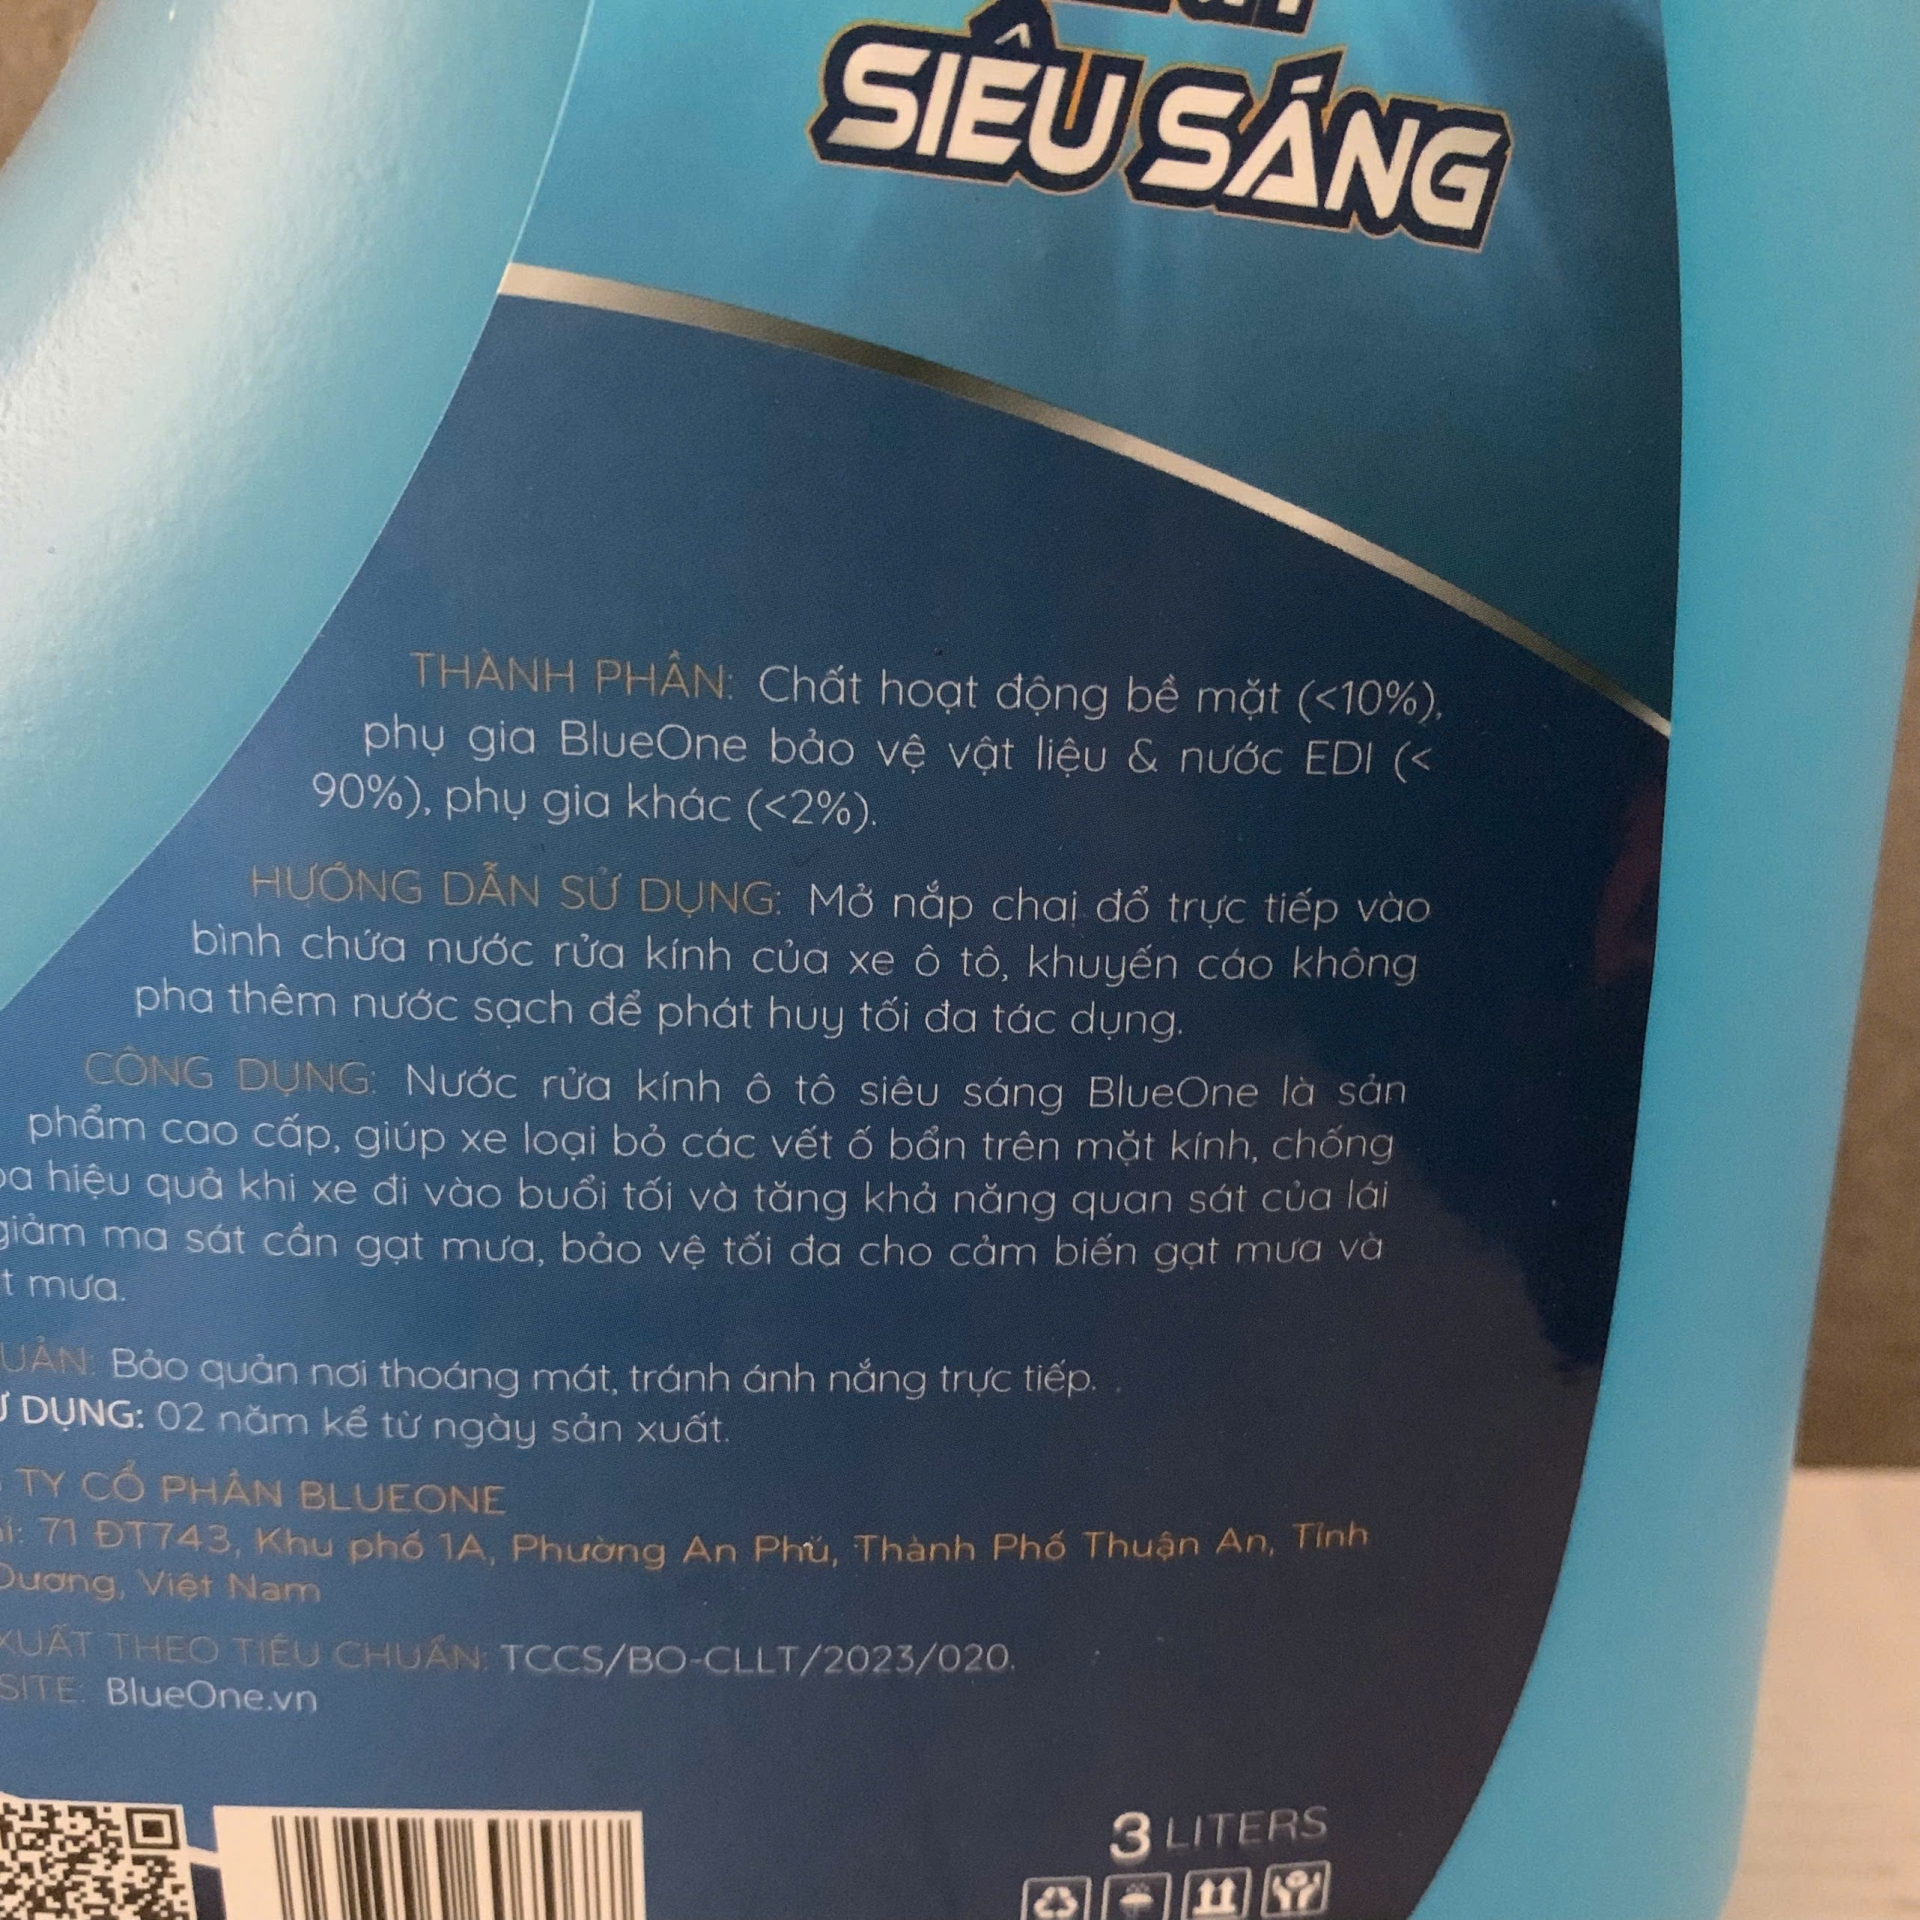 SIÊU SÁNG
THÀNH PHẦN: Chất hoạt động bề mặt (<10%),
phụ gia BlueOne bảo vệ vật liệu & nước EDI (<
90%), phụ gia khác (<2%).
HƯỚNG DẪN SỬ DỤNG: Mở nắp chai đổ trực tiếp vào
bình chứa nước rửa kính của xe ô tô, khuyến cáo không
pha thêm nước sạch để phát huy tối đa tác dụng.
CÔNG DỤNG: Nước rửa kính ô tô siêu sáng BlueOne là sản
phẩm cao cấp, giúp xe loại bỏ các vết ố bẩn trên mặt kính, chống
hiệu quả khi xe đi vào buổi tối và tăng khả năng quan sát của lái
giảm ma sát cần gạt mưa, bảo vệ tối đa cho cảm biến gạt mưa và
mưa.
Bảo quản nơi thoáng mát, tránh ánh nắng trực tiếp.
DỤNG: 02 năm kể từ ngày sản xuất.
TY CỔ PHẦN BLUEONE
71 ĐT743, Khu phố 1A, Phường An Phú, Thành Phố Thuận An, Tỉnh
Dương, Việt Nam
XUẤT THEO TIÊU CHUẨN: TCCS/BO-CLLT/2023/020.
SITE: BlueOne.vn
3 LITERS